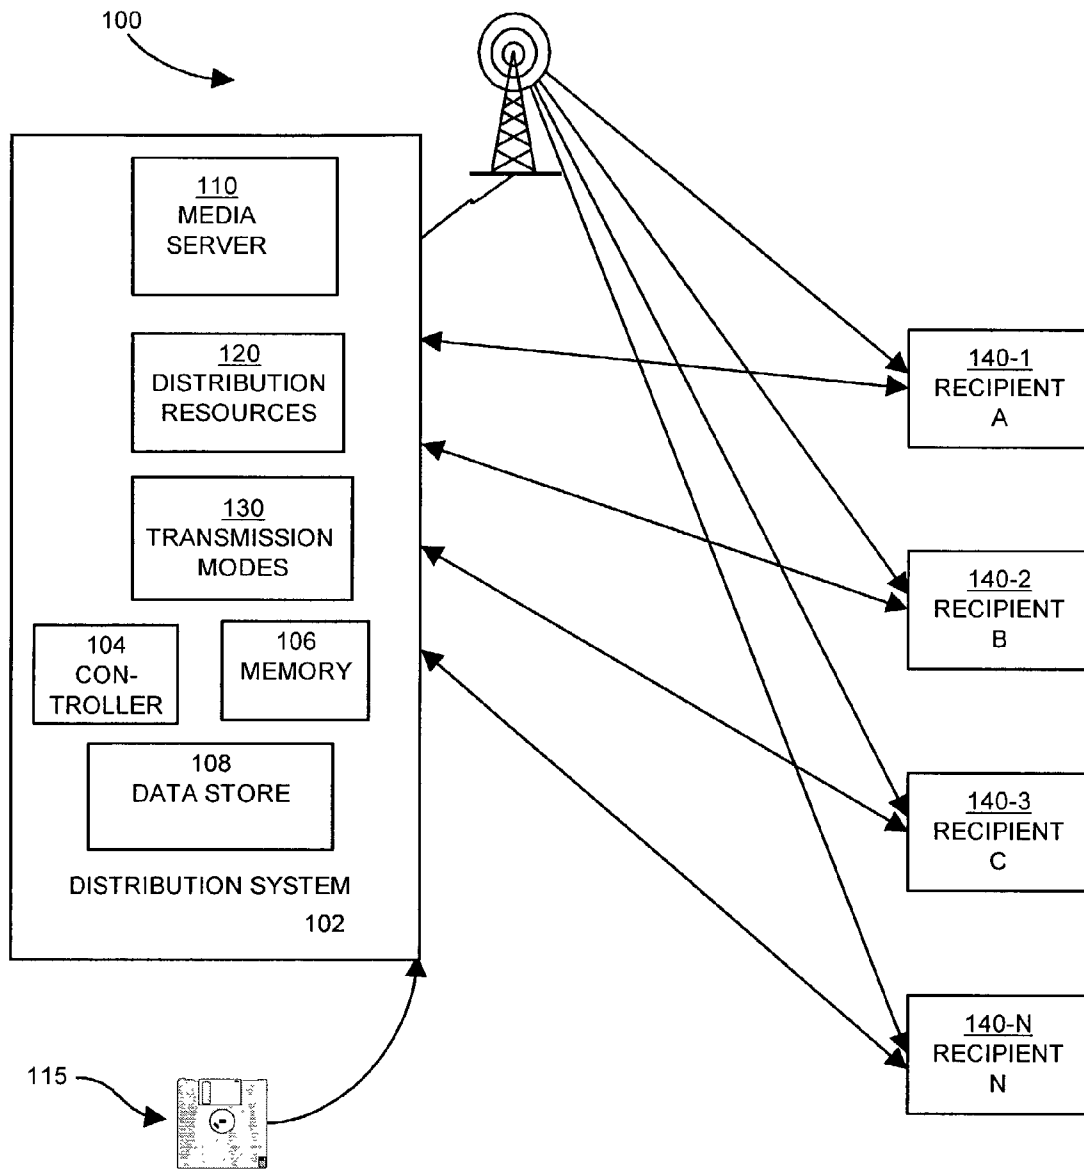 100
110
MEDIA
SERVER
120
DISTRIBUTION
RESOURCES
130
TRANSMISSION
MODES
104
CON-
TROLLER
106
MEMORY
108
DATA STORE
DISTRIBUTION SYSTEM
102
115
140-1
RECIPIENT
A
140-2
RECIPIENT
B
140-3
RECIPIENT
C
140-N
RECIPIENT
N